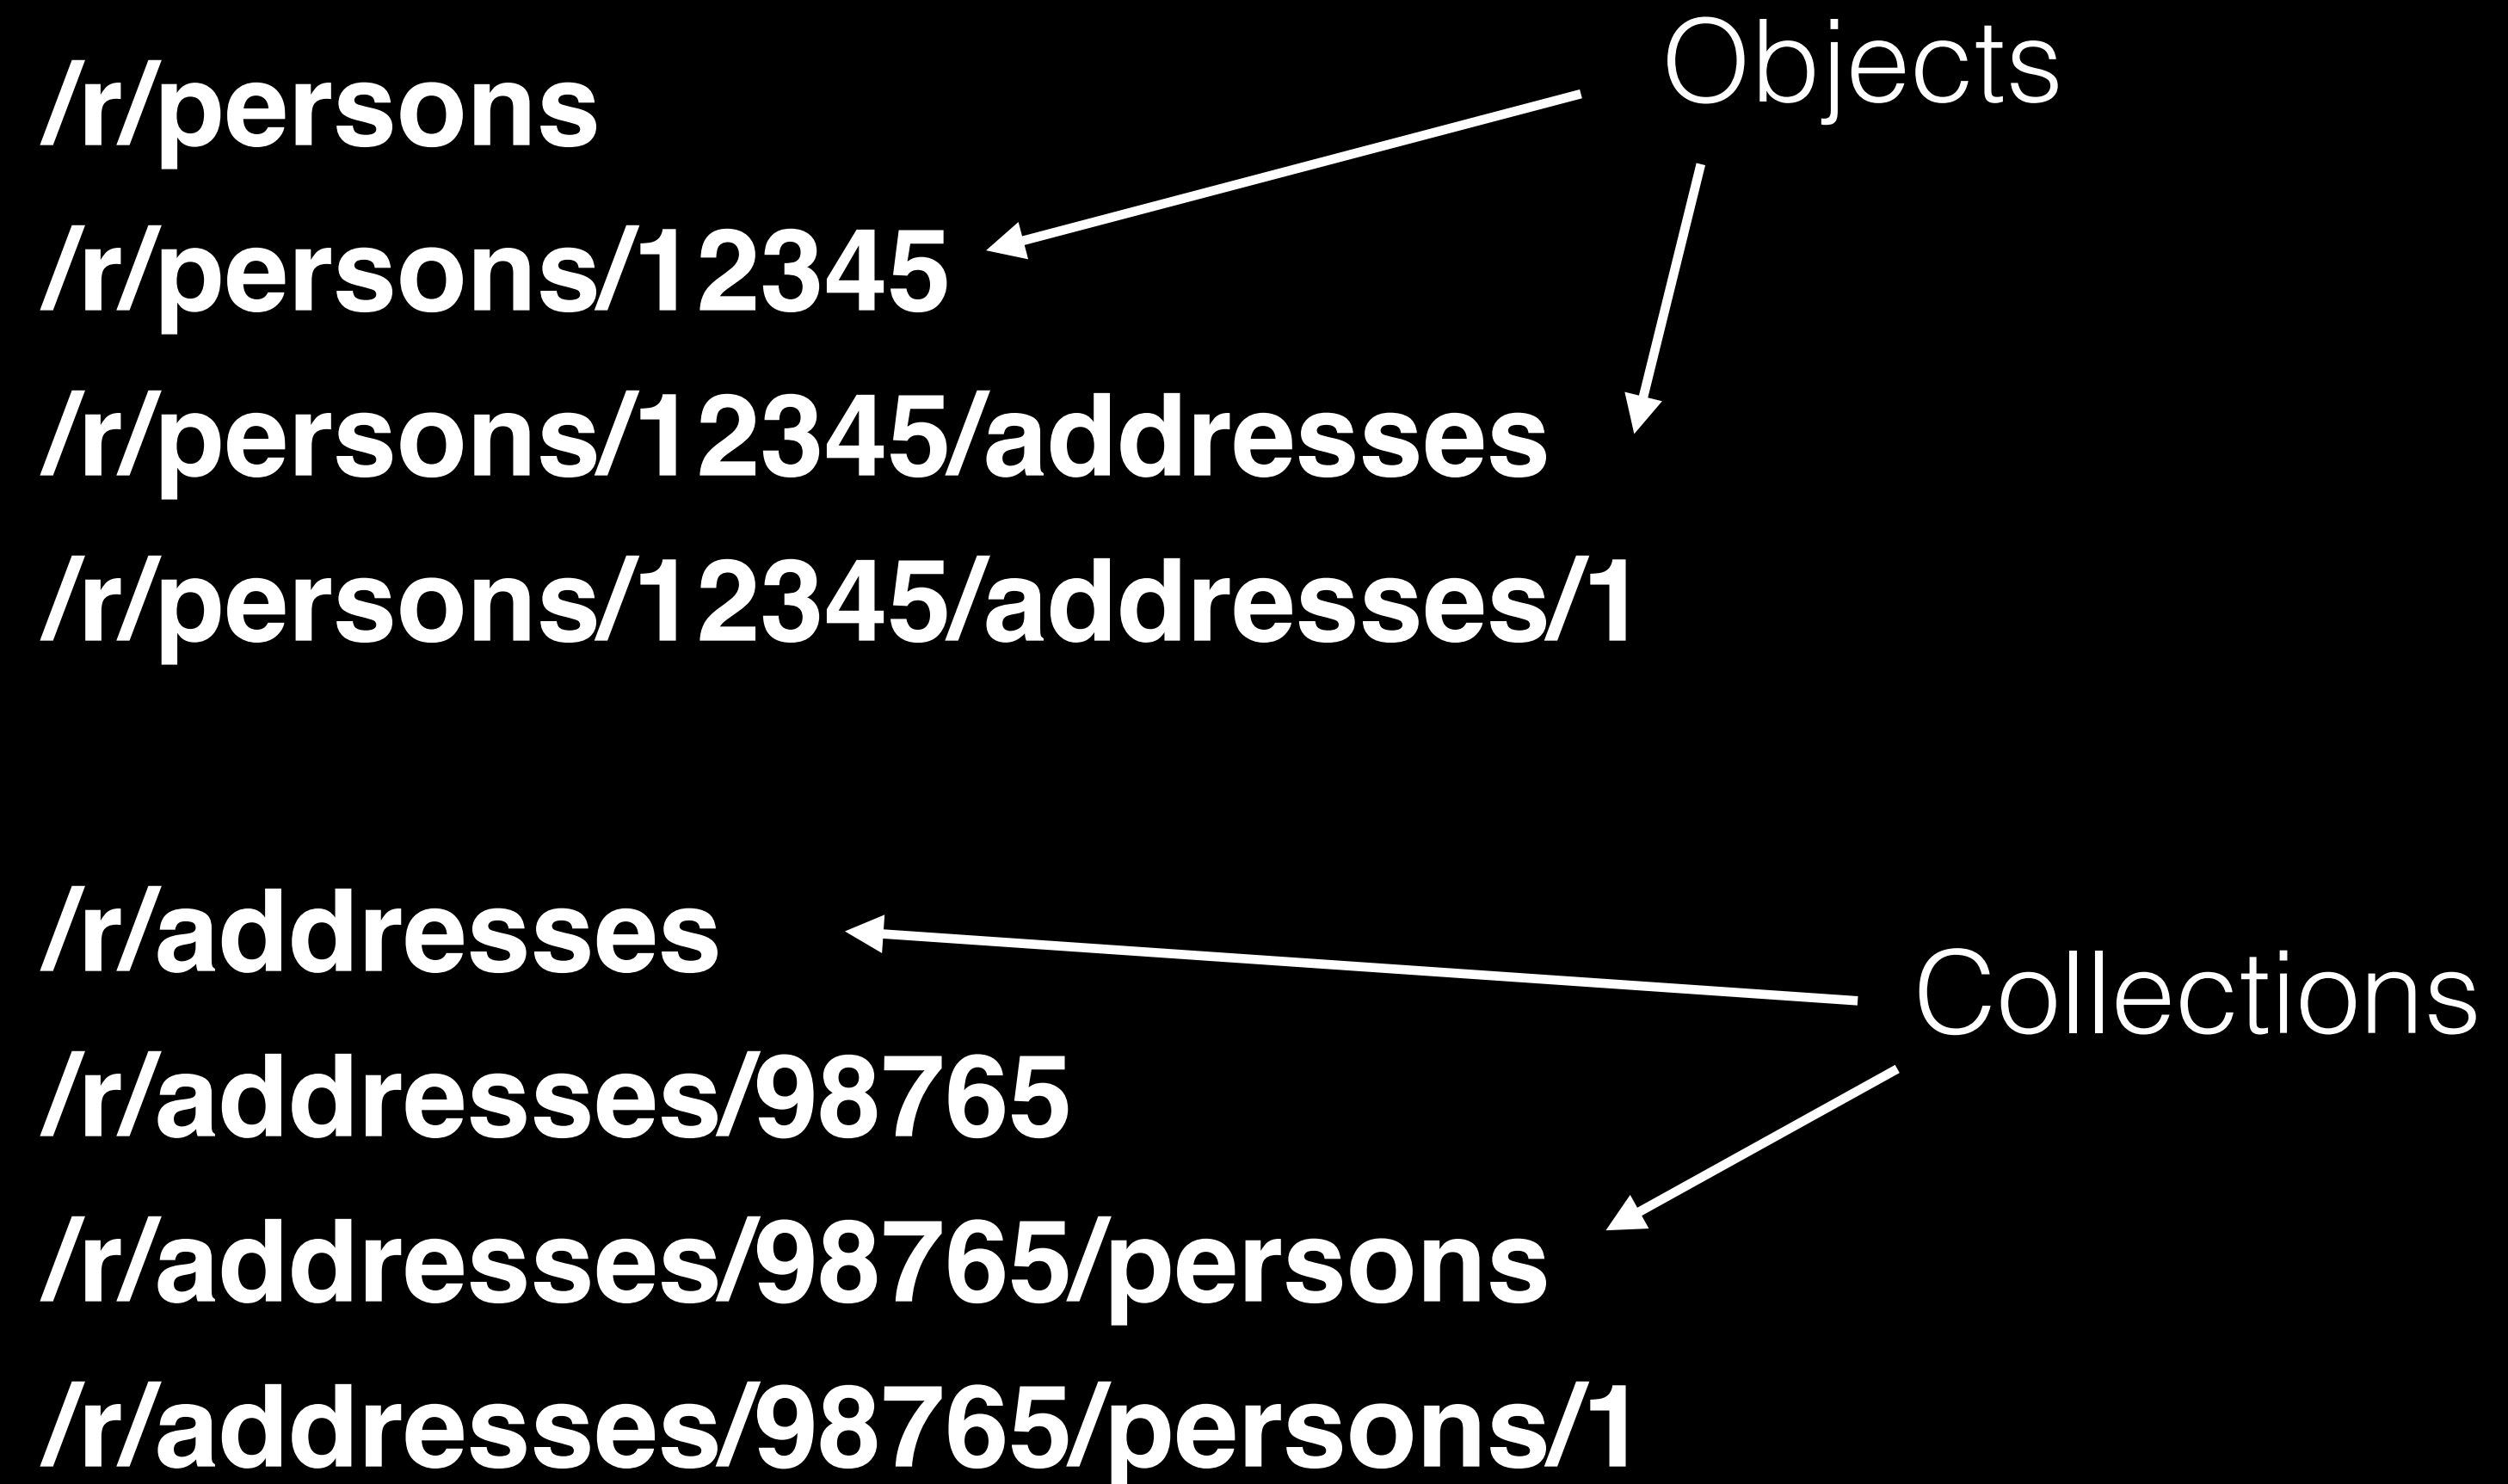 Objects
/r/persons
/r/persons/12345
/r/persons/12345/addresses
/r/persons/12345/addresses/1
/r/addresses
Collections
/r/addresses/98765
/r/addresses/98765/persons
/r/addresses/98765/persons/1